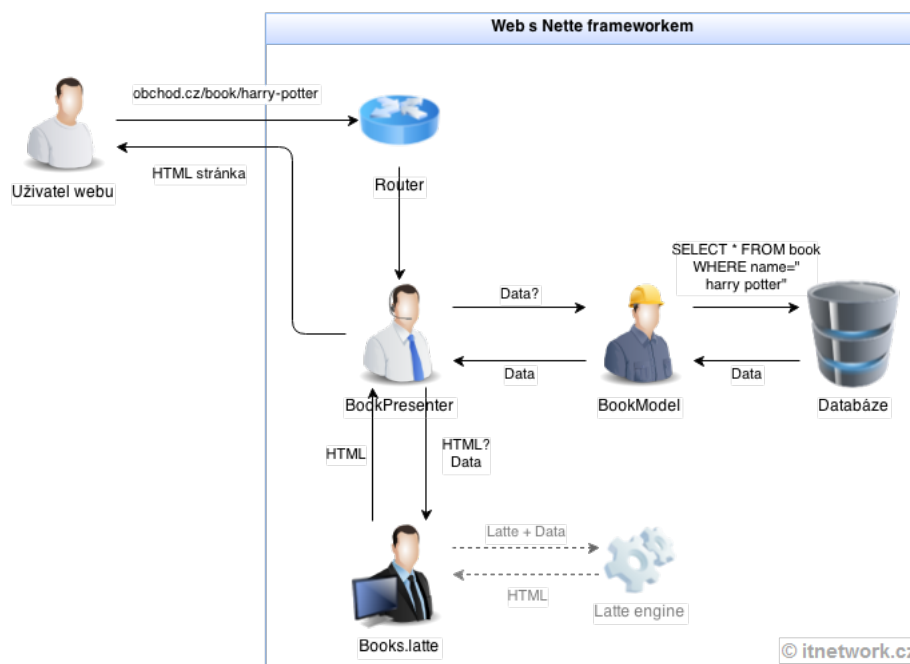 Web s Nette frameworkem
obchod.cz/book/harry-potter
HTML stránka
Uživatel webu
Router
SELECT * FROM book
WHERE name="
harry potter"
Data?
Data
Data
BookPresenter
BookModel
Databáze
HTML
HTML?
Data
Latte + Data
HTML
Latte engine
Books.latte
© itnetwork.cz